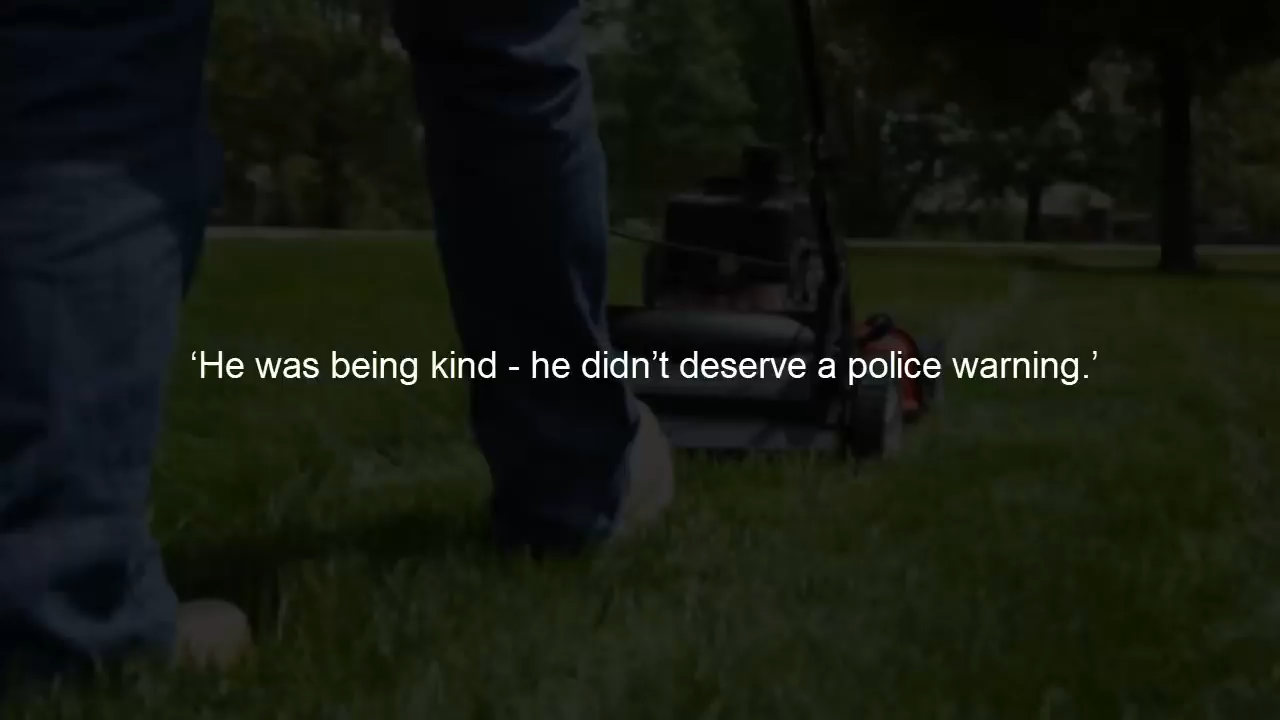 ‘He was being kind - he didn’t deserve a police warning.’